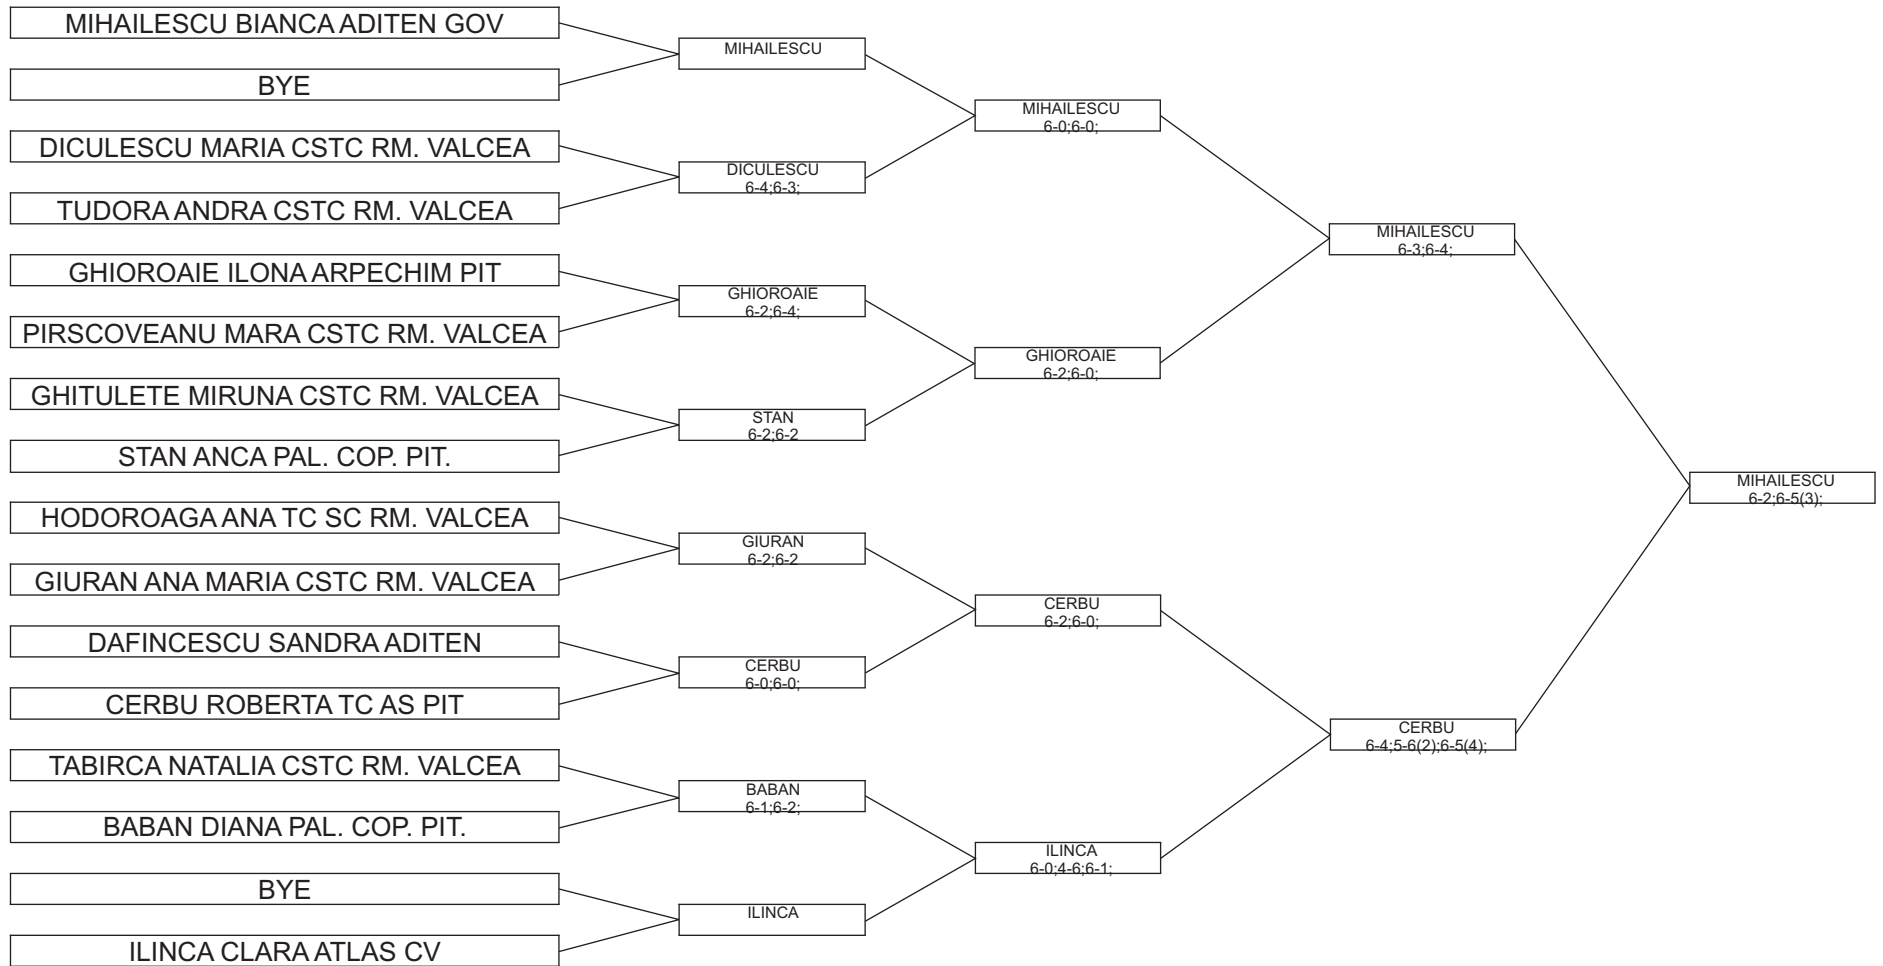 MIHAILESCU BIANCA ADITEN GOV
BYE
DICULESCU MARIA CSTC RM. VALCEA
TUDORA ANDRA CSTC RM. VALCEA
GHIOROAIE ILONA ARPECHIM PIT
PIRSCOVEANU MARA CSTC RM. VALCEA
GHITULETE MIRUNA CSTC RM. VALCEA
STAN ANCA PAL. COP. PIT.
HODOROAGA ANA TC SC RM. VALCEA
GIURAN ANA MARIA CSTC RM. VALCEA
DAFINCESCU SANDRA ADITEN
CERBU ROBERTA TC AS PIT
TABIRCA NATALIA CSTC RM. VALCEA
BABAN DIANA PAL. COP. PIT.
BYE
ILINCA CLARA ATLAS CV
MIHAILESCU
DICULESCU
6-4;6-3;
GHIOROAIE
6-2;6-4;
STAN
6-2;6-2
GIURAN
6-2;6-2
CERBU
6-0;6-0;
BABAN
6-1;6-2;
ILINCA
MIHAILESCU
6-0;6-0;
GHIOROAIE
6-2;6-0;
CERBU
6-2;6-0;
ILINCA
6-0;4-6;6-1;
MIHAILESCU
6-3;6-4;
CERBU
6-4;5-6(2);6-5(4);
MIHAILESCU
6-2;6-5(3);